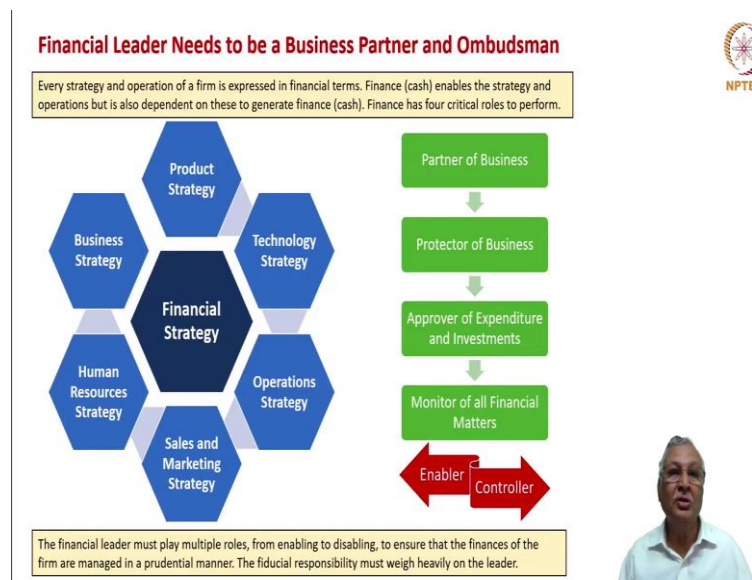 Financial Leader Needs to be a Business Partner and Ombudsman
Every strategy and operation of a firm is expressed in financial terms. Finance (cash) enables the strategy and
operations but is also dependent on these to generate finance (cash). Finance has four critical roles to perform.
Product
Strategy
Technology
Strategy
Operations
Strategy
Sales and
Marketing
Strategy
Human
Resources
Strategy
Business
Strategy
Financial
Strategy
Partner of Business
Protector of Business
Approver of Expenditure
and Investments
Monitor of all Financial
Matters
Enabler
Controller
The financial leader must play multiple roles, from enabling to disabling, to ensure that the finances of the
firm are managed in a prudential manner. The fiducial responsibility must weigh heavily on the leader.